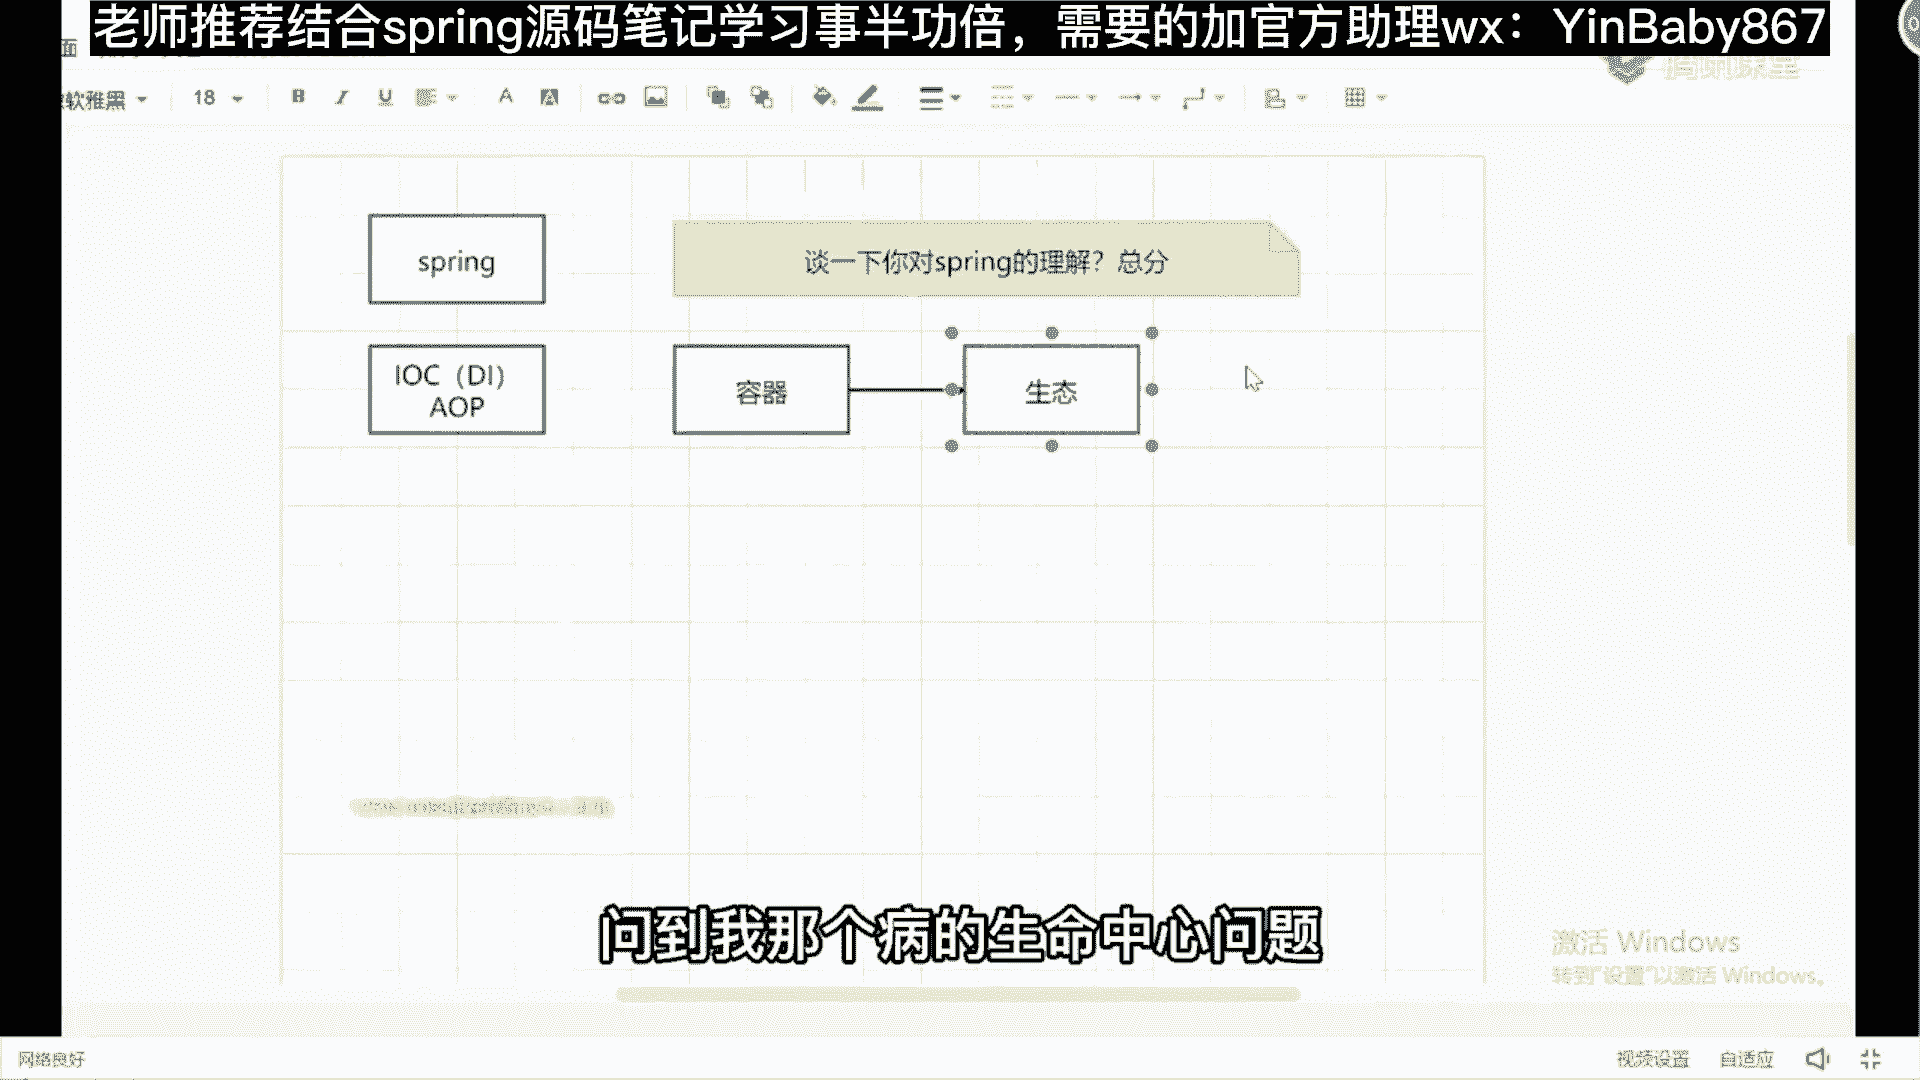 老师推荐结合spring源码笔记学习事半功倍，需要的加官方助理wx：YinBaby867
面
腾讯课堂
软雅黑
18
B I U A A
spring
谈一下你对spring的理解？总分
IOC（DI）
AOP
容器
生态
问到我那个病的生命中心问题
激活 Windows
转到"设置"以激活 Windows。
网络良好
视频设置
自适应